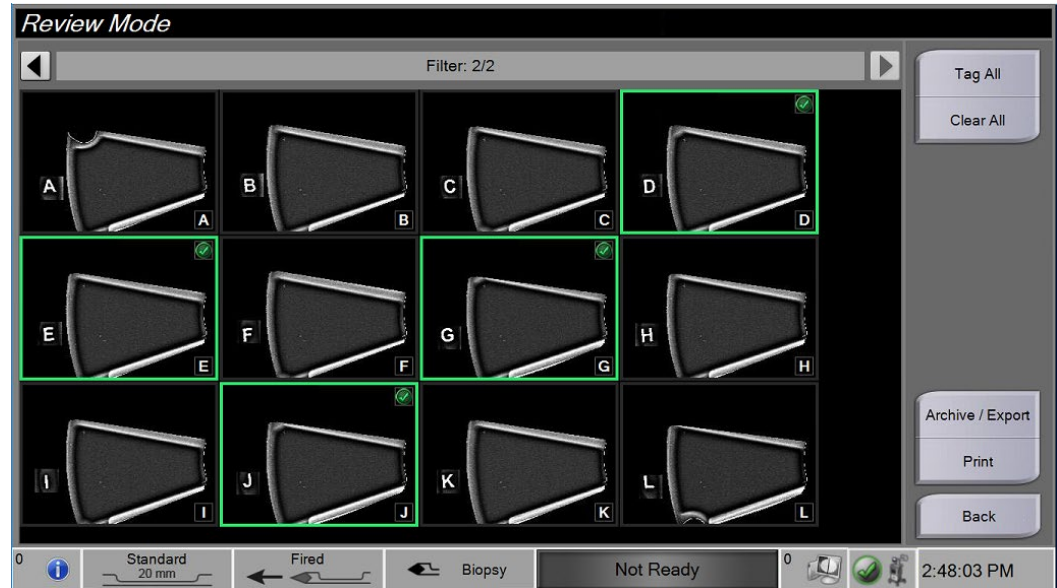 Review Mode
Filter: 2/2
Tag All
Clear All
A A
B B
C C
D D
E E
F F
G G
H H
I I
J J
K K
L L
Archive / Export
Print
Back
0
Standard
20 mm
Fired
Biopsy
Not Ready
0
2:48:03 PM